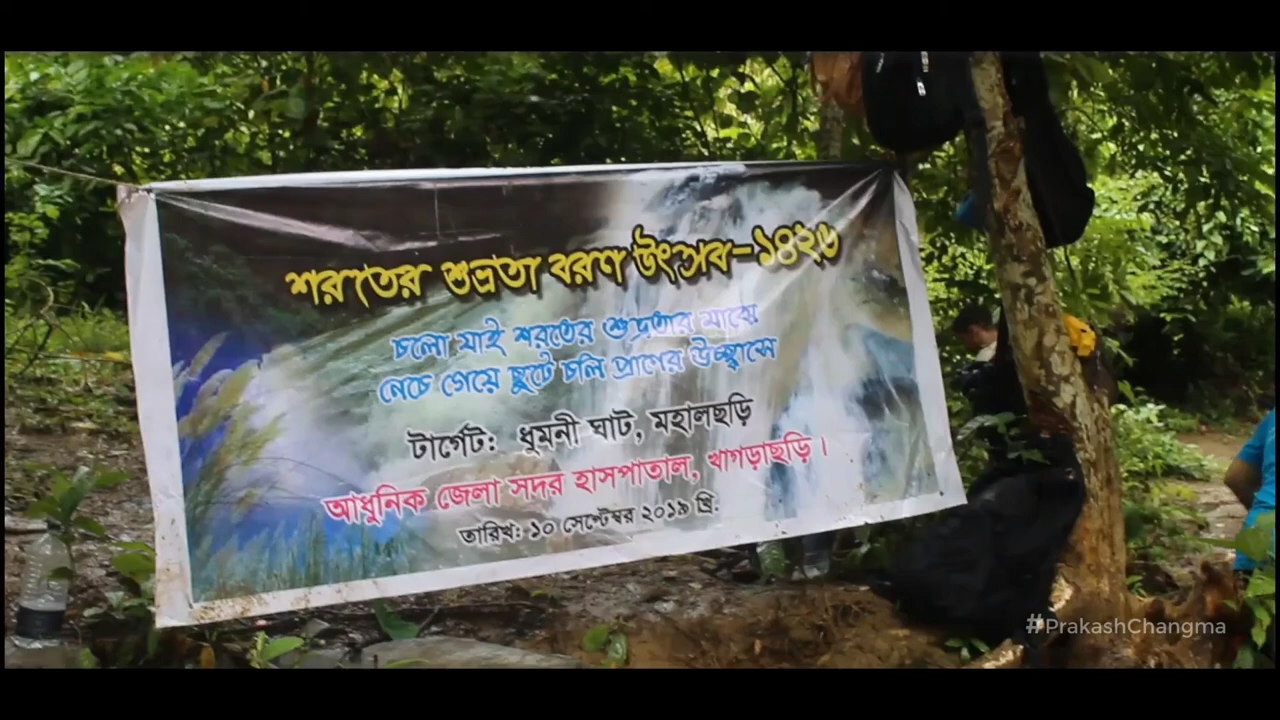 শরতের শুভ্রতা বরণ উৎসব-১৪২৬
চলো যাই শরতের শুভ্রতার মাঝে
নেচে গেয়ে ছুটে চলি প্রাণের উচ্ছ্বাসে
টার্গেট: ধুমনী ঘাট, মহালছড়ি
আধুনিক জেলা সদর হাসপাতাল, খাগড়াছড়ি।
তারিখ: ১০ সেপ্টেম্বর ২০১৯ খ্রি.
#PrakashChangma